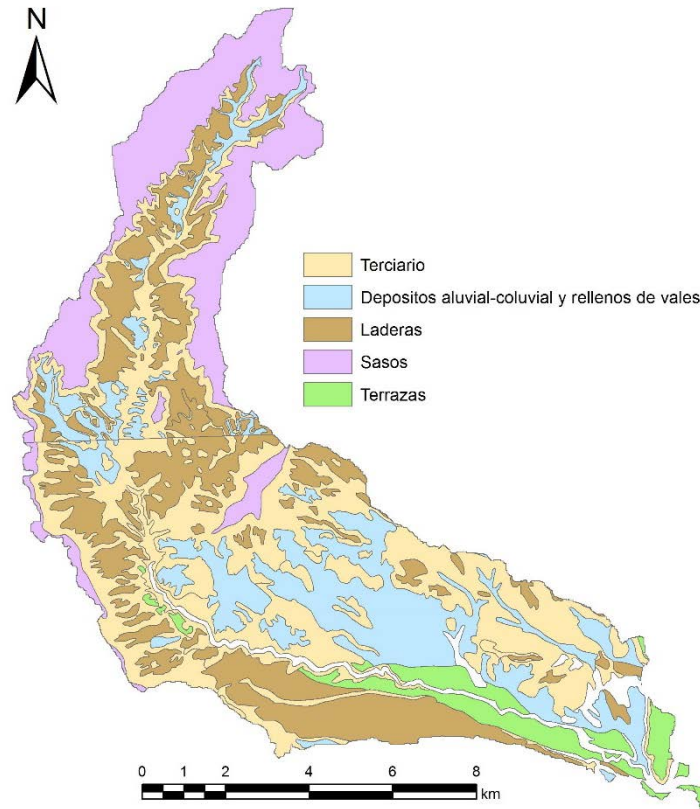 N
Terciario
Depositos aluvial-coluvial y rellenos de vales
Laderas
Sasos
Terrazas
0 1 2 4 6 8
km